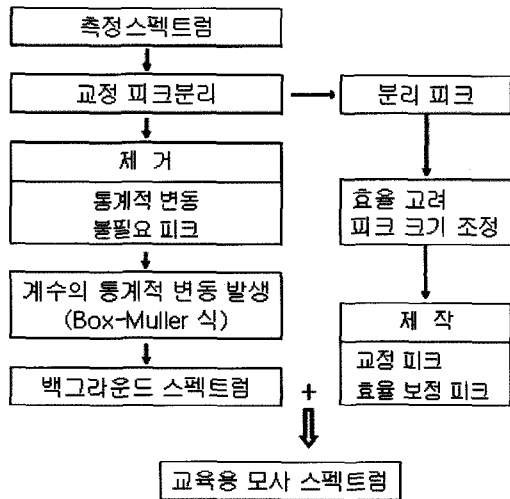 측정스펙트럼
교정 피크분리
분리 피크
제 거
통계적 변동
불필요 피크
효율 고려
피크 크기 조정
계수의 통계적 변동 발생
(Box-Muller 식)
제 작
교정 피크
효율 보정 피크
백그라운드 스펙트럼
+
교육용 모사 스펙트럼